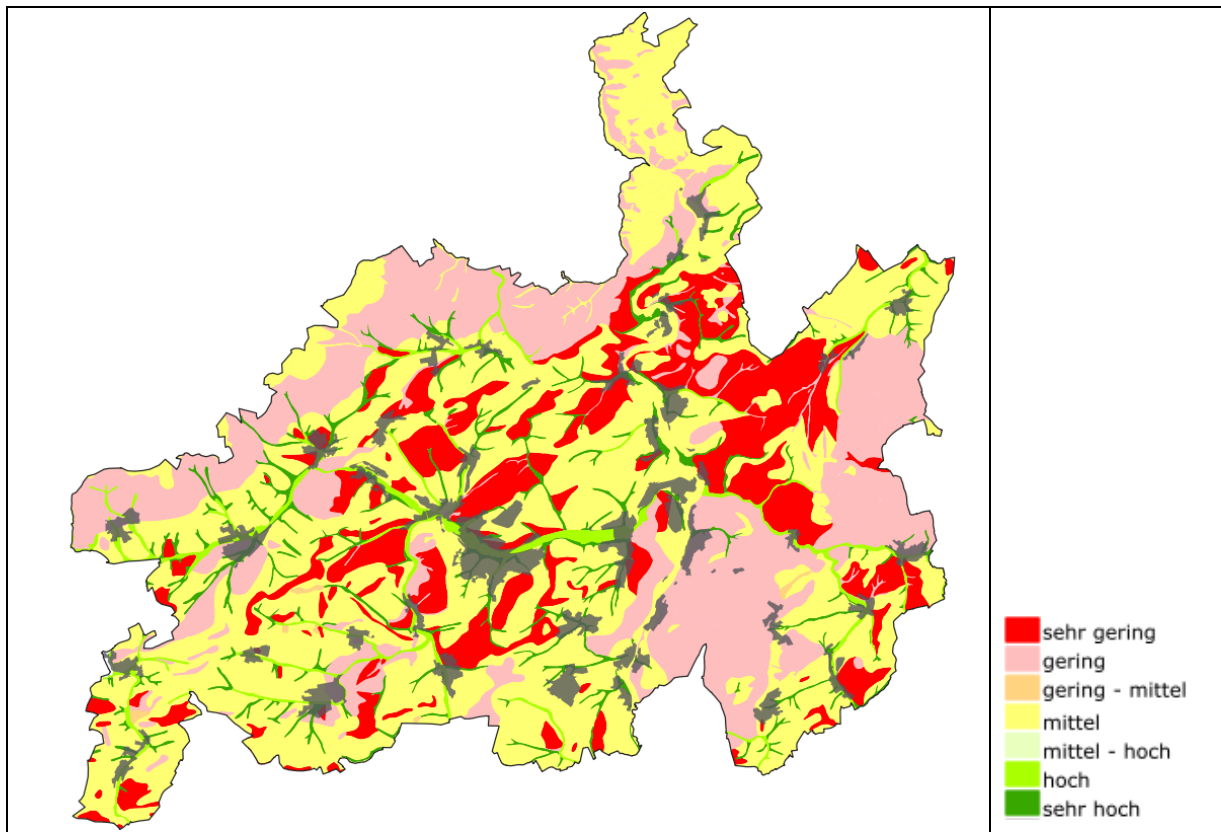 sehr gering
gering
gering - mittel
mittel
mittel - hoch
hoch
sehr hoch